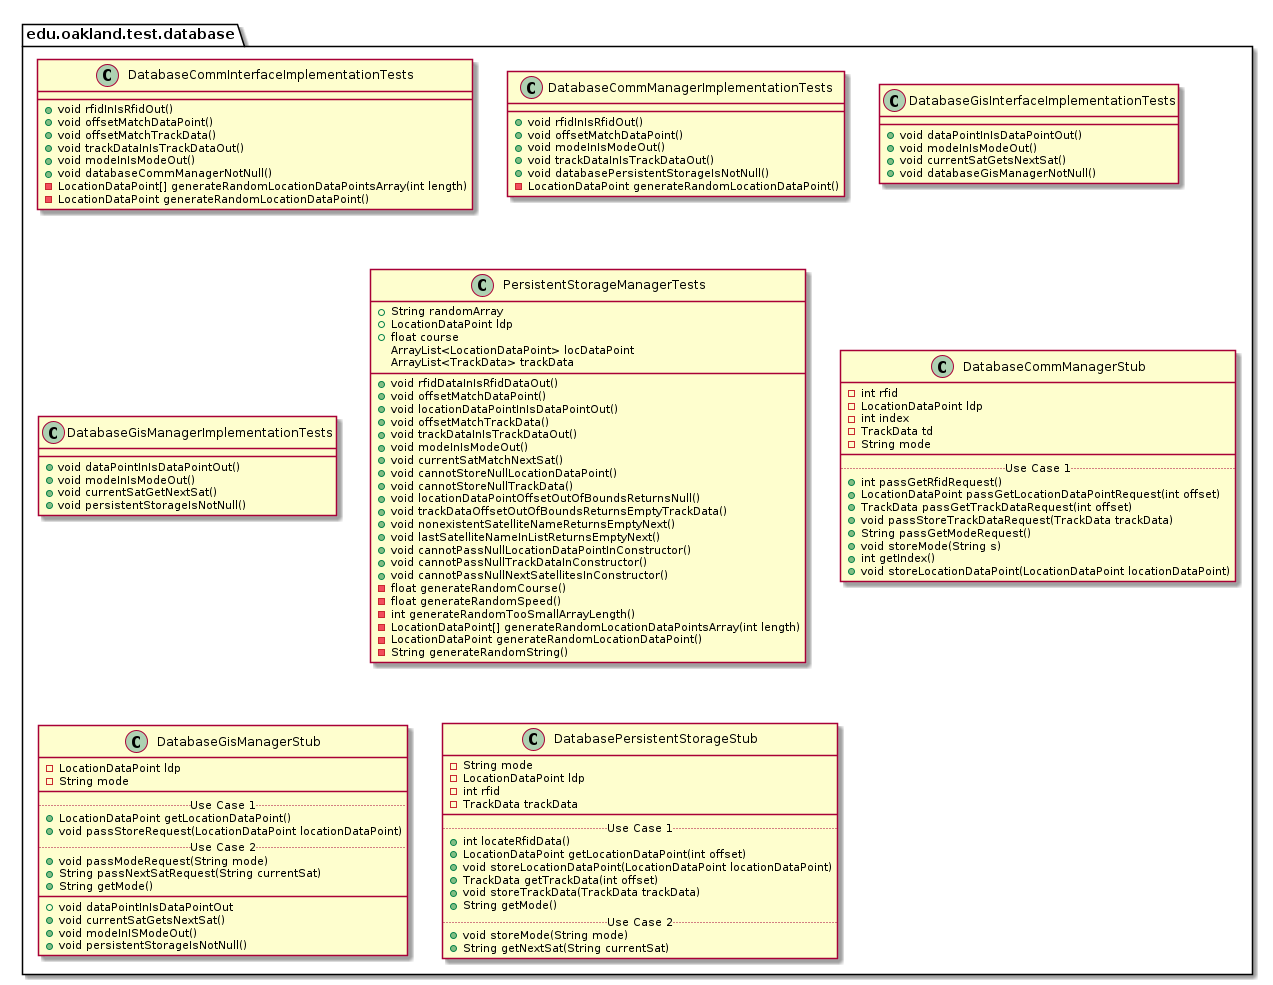 edu.oakland.test.database
C DatabaseCommInterfaceImplementationTests
void rfidInIsRfidOut()
void offsetMatchDataPoint()
void offsetMatchTrackData()
void trackDataInIsTrackDataOut()
void modeInIsModeOut()
void databaseCommManagerNotNull()
LocationDataPoint[] generateRandomLocationDataPointsArray(int length)
LocationDataPoint generateRandomLocationDataPoint()
C DatabaseCommManagerImplementationTests
void rfidInIsRfidOut()
void offsetMatchDataPoint()
void modeInIsModeOut()
void trackDataInIsTrackDataOut()
void databasePersistentStorageIsNotNull()
LocationDataPoint generateRandomLocationDataPoint()
C DatabaseGisInterfaceImplementationTests
void dataPointInIsDataPointOut()
void modeInIsModeOut()
void currentSatGetsNextSat()
void databaseGisManagerNotNull()
C DatabaseGisManagerImplementationTests
void dataPointInIsDataPointOut()
void modeInIsModeOut()
void currentSatGetNextSat()
void persistentStorageIsNotNull()
C PersistentStorageManagerTests
String randomArray
LocationDataPoint ldp
float course
ArrayList<LocationDataPoint> locDataPoint
ArrayList<TrackData> trackData
void rfidDataInIsRfidDataOut()
void offsetMatchDataPoint()
void locationDataPointInIsDataPointOut()
void offsetMatchTrackData()
void trackDataInIsTrackDataOut()
void modeInIsModeOut()
void currentSatMatchNextSat()
void cannotStoreNullLocationDataPoint()
void cannotStoreNullTrackData()
void locationDataPointOffsetOutOfBoundsReturnsNull()
void trackDataOffsetOutOfBoundsReturnsEmptyTrackData()
void nonexistentSatelliteNameReturnsEmptyNext()
void lastSatelliteNameInListReturnsEmptyNext()
void cannotPassNullLocationDataPointInConstructor()
void cannotPassNullTrackDataInConstructor()
void cannotPassNullNextSatellitesInConstructor()
float generateRandomCourse()
float generateRandomSpeed()
int generateRandomTooSmallArrayLength()
LocationDataPoint[] generateRandomLocationDataPointsArray(int length)
LocationDataPoint generateRandomLocationDataPoint()
String generateRandomString()
C DatabaseCommManagerStub
int rfid
LocationDataPoint ldp
int index
TrackData td
String mode
Use Case 1
int passGetRfidRequest()
LocationDataPoint passGetLocationDataPointRequest(int offset)
TrackData passGetTrackDataRequest(int offset)
void passStoreTrackDataRequest(TrackData trackData)
String passGetModeRequest()
void storeMode(String s)
int getIndex()
void storeLocationDataPoint(LocationDataPoint locationDataPoint)
C DatabaseGisManagerStub
LocationDataPoint ldp
String mode
Use Case 1
LocationDataPoint getLocationDataPoint()
void passStoreRequest(LocationDataPoint locationDataPoint)
Use Case 2
void passModeRequest(String mode)
String passNextSatRequest(String currentSat)
String getMode()
void dataPointInIsDataPointOut
void currentSatGetsNextSat()
void modeInISModeOut()
void persistentStorageIsNotNull()
C DatabasePersistentStorageStub
String mode
LocationDataPoint ldp
int rfid
TrackData trackData
Use Case 1
int locateRfidData()
LocationDataPoint getLocationDataPoint(int offset)
void storeLocationDataPoint(LocationDataPoint locationDataPoint)
TrackData getTrackData(int offset)
void storeTrackData(TrackData trackData)
String getMode()
Use Case 2
void storeMode(String mode)
String getNextSat(String currentSat)